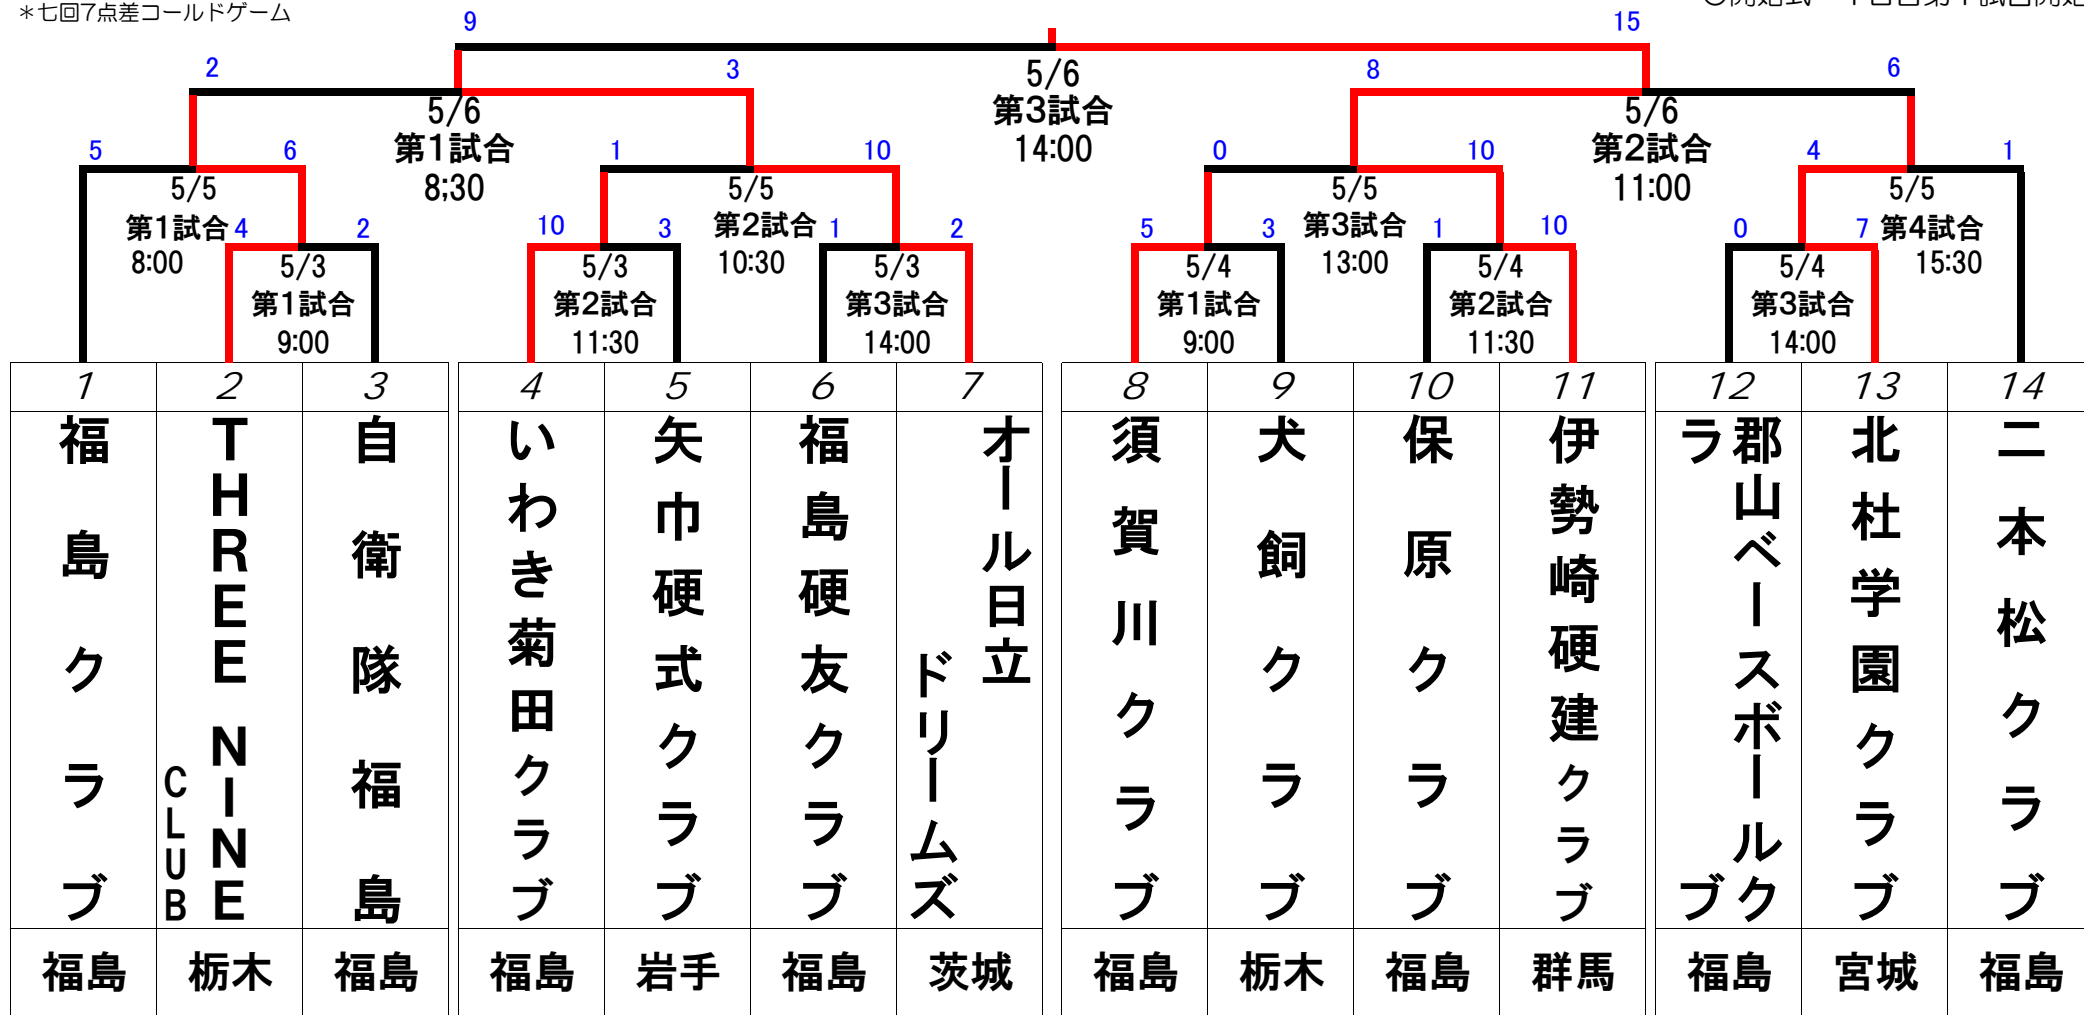 *七回7点差コールドゲーム
9
15
2
3
5/6
第3試合
14:00
8
6
5/6
第1試合
8;30
5/6
第2試合
11:00
5
6
5/5
第1試合
8:00
1
10
5/5
第2試合
10:30
0
10
5/5
第3試合
13:00
4
1
5/5
第4試合
15:30
4
2
5/3
第1試合
9:00
10
3
5/3
第2試合
11:30
1
2
5/3
第3試合
14:00
5
3
5/4
第1試合
9:00
1
10
5/4
第2試合
11:30
0
7
5/4
第3試合
14:00
1
福島クラブ
福島
2
THREE NINE
CLUB
栃木
3
自衛隊福島
福島
4
いわき菊田クラブ
福島
5
矢巾硬式クラブ
岩手
6
福島硬友クラブ
福島
7
オール日立
ドリームズ
茨城
8
須賀川クラブ
福島
9
犬飼クラブ
栃木
10
保原クラブ
福島
11
伊勢崎硬建クラブ
群馬
12
郡山ベースボールク
ラブ
福島
13
北杜学園クラブ
宮城
14
二本松クラブ
福島